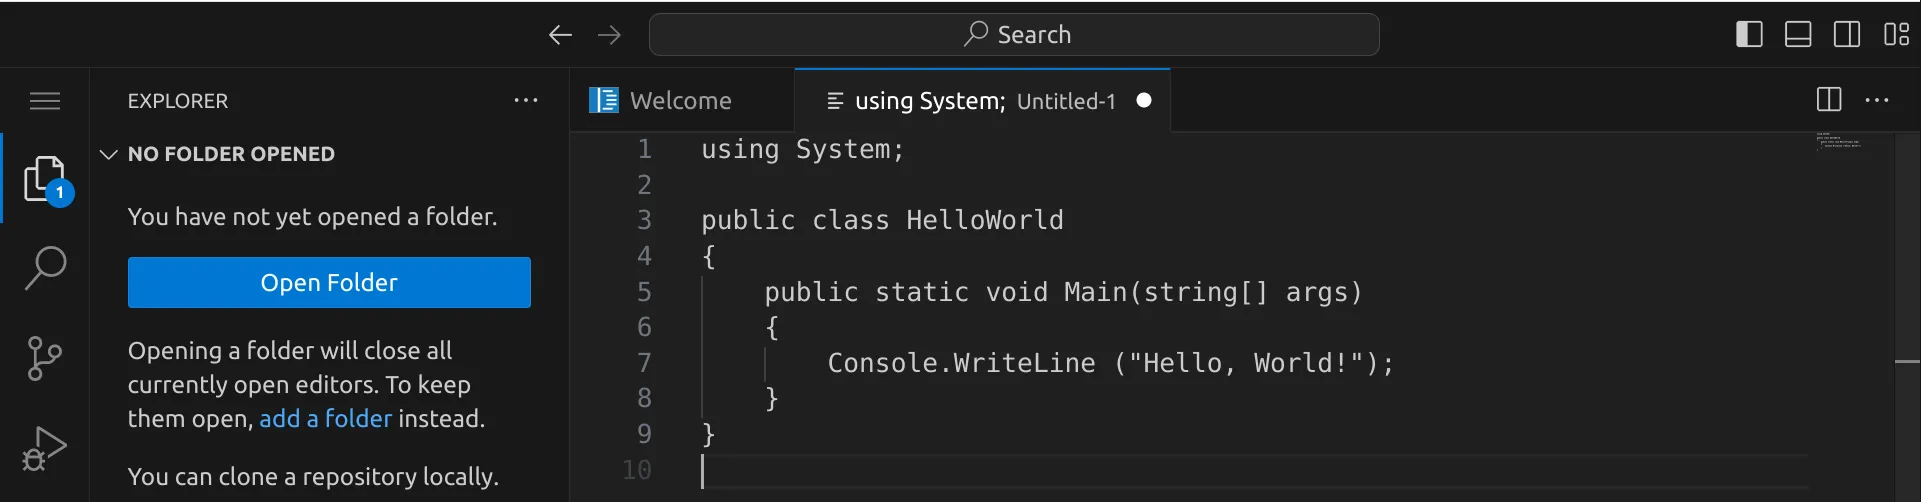 Search
EXPLORER
NO FOLDER OPENED
1
You have not yet opened a folder.
Open Folder
Opening a folder will close all
currently open editors. To keep
them open, add a folder instead.
You can clone a repository locally.
Welcome
using System; Untitled-1
1 using System;
2
3 public class HelloWorld
4 {
5     public static void Main(string[] args)
6     {
7         Console.WriteLine ("Hello, World!");
8     }
9 }
10